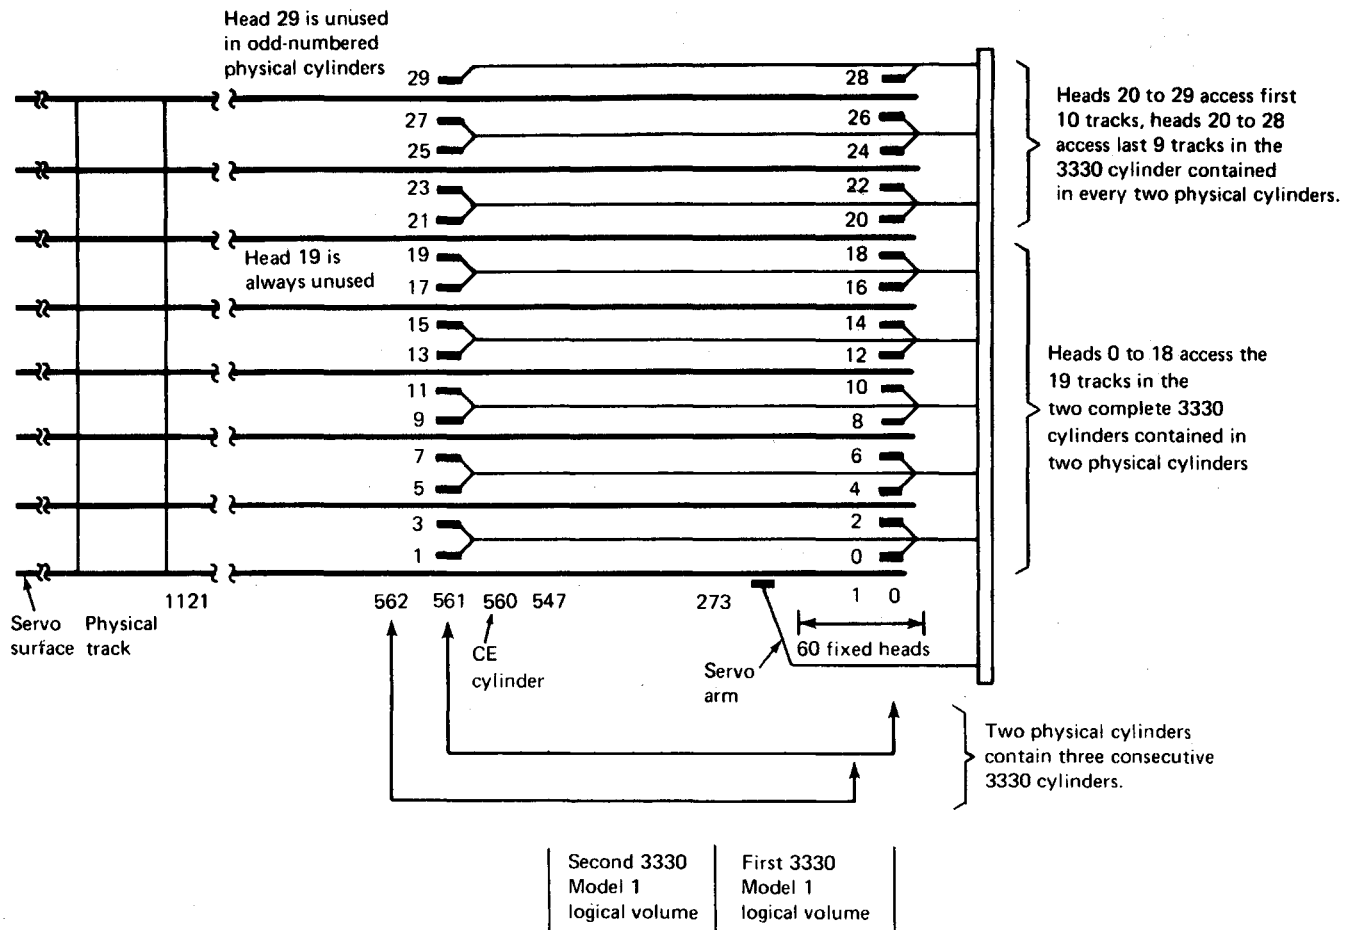 Head 29 is unused
in odd-numbered
physical cylinders
29
28
27
26
25
24
23
22
21
20
Heads 20 to 29 access first
10 tracks, heads 20 to 28
access last 9 tracks in the
3330 cylinder contained
in every two physical cylinders.
Head 19 is
always unused
19
18
17
16
15
14
13
12
11
10
9
8
7
6
5
4
3
2
1
0
Heads 0 to 18 access the
19 tracks in the
two complete 3330
cylinders contained in
two physical cylinders
1121
562
561
560
547
273
1
0
Servo
surface
Physical
track
CE
cylinder
Servo
arm
60 fixed heads
Two physical cylinders
contain three consecutive
3330 cylinders.
Second 3330
Model 1
logical volume
First 3330
Model 1
logical volume